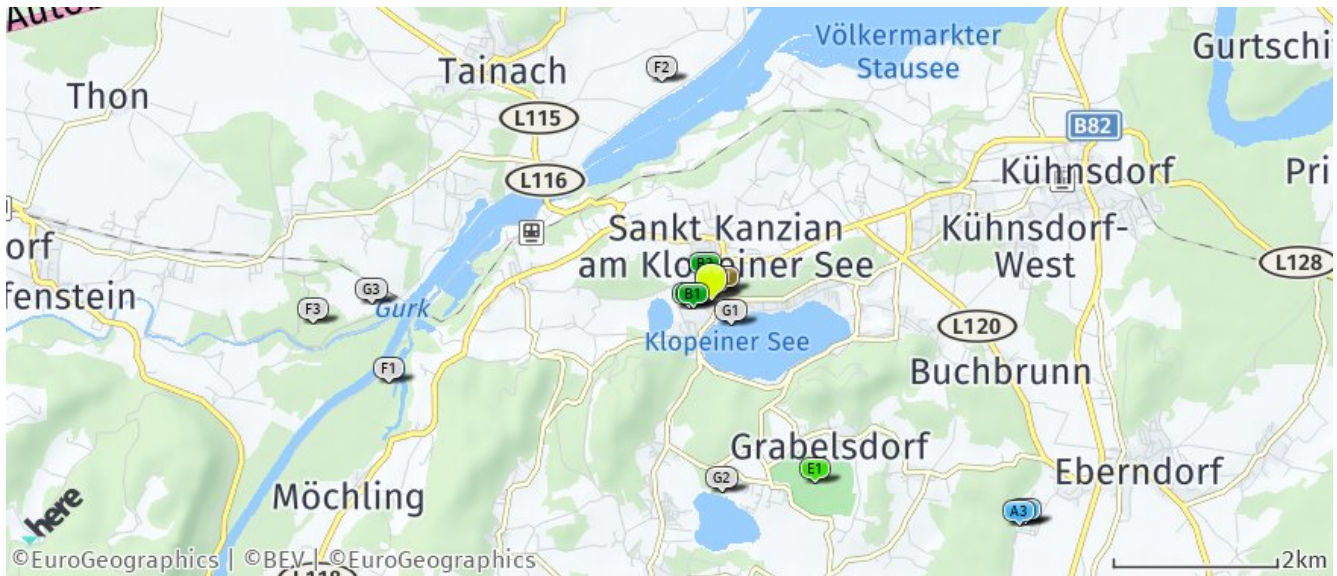 Völkermarkter
Stausee
Gurtschi
Tainach
F2
Thon
L115
B82
L116
Kühnsdorf
Pri
Sankt Kanzian
am Klopeiner See
Kühnsdorf-
West
orf
fenstein
L128
B1
G1
G3
F3
Gurk
F1
L120
Klopeiner See
Buchbrunn
Grabelsdorf
E1
G2
Eberndorf
Möchling
A3
here
©EuroGeographics | ©BEV | ©EuroGeographics
2km